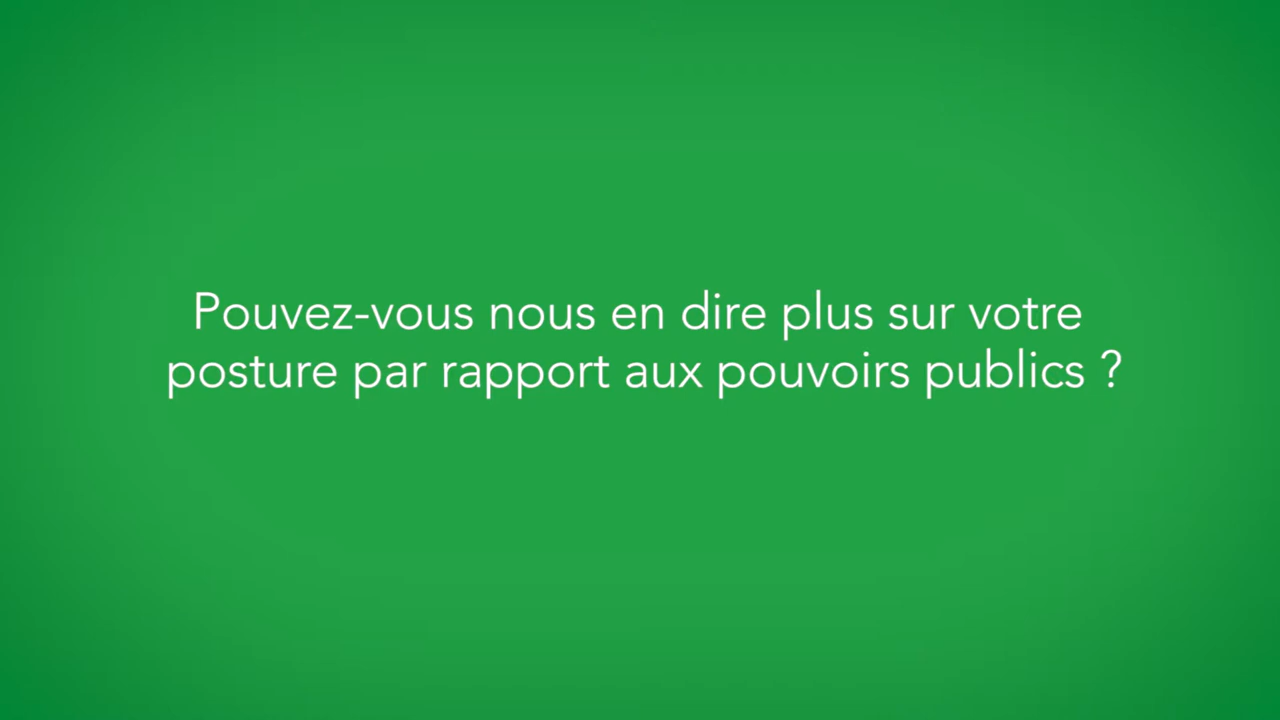 Pouvez-vous nous en dire plus sur votre
posture par rapport aux pouvoirs publics ?